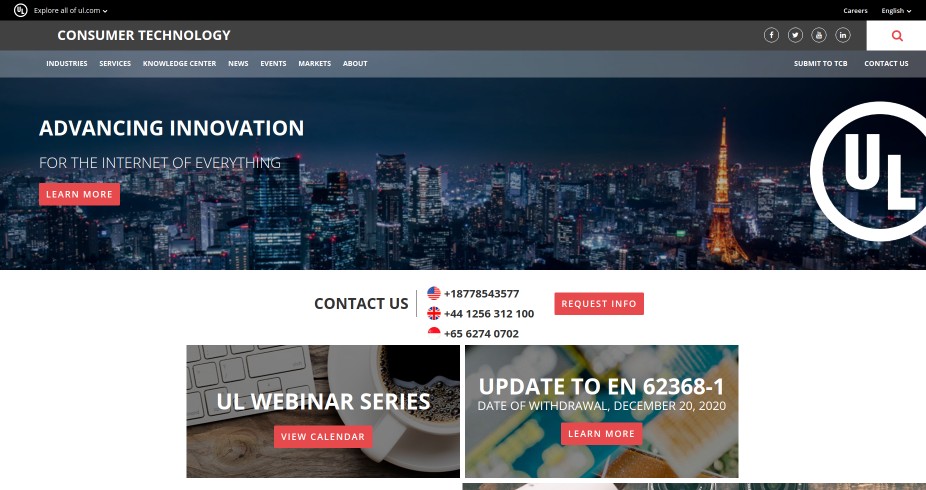 UL Explore all of ul.com
Careers English
CONSUMER TECHNOLOGY
INDUSTRIES SERVICES KNOWLEDGE CENTER NEWS EVENTS MARKETS ABOUT
SUBMIT TO TCB CONTACT US
ADVANCING INNOVATION
FOR THE INTERNET OF EVERYTHING
LEARN MORE
UL
CONTACT US
+18778543577
+44 1256 312 100
+65 6274 0702
REQUEST INFO
UL WEBINAR SERIES
VIEW CALENDAR
UPDATE TO EN 62368-1
DATE OF WITHDRAWAL, DECEMBER 20, 2020
LEARN MORE